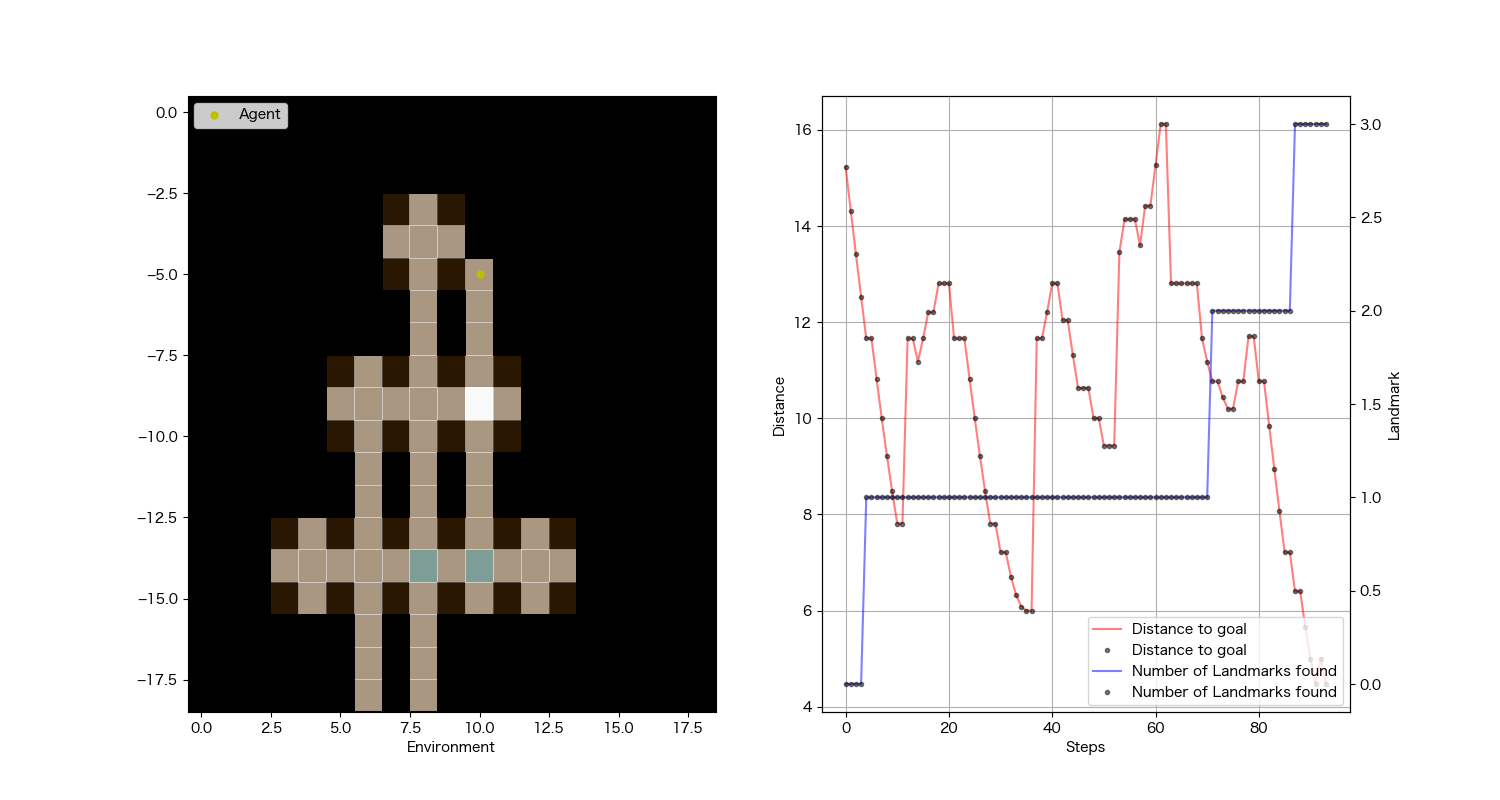 Agent
0.0
−2.5
−5.0
−7.5
−10.0
−12.5
−15.0
−17.5
0.0 2.5 5.0 7.5 10.0 12.5 15.0 17.5
Environment
16
14
12
10
8
6
4
Distance
0 20 40 60 80
Steps
3.0
2.5
2.0
1.5
1.0
0.5
0.0
Landmark
Distance to goal
Distance to goal
Number of Landmarks found
Number of Landmarks found